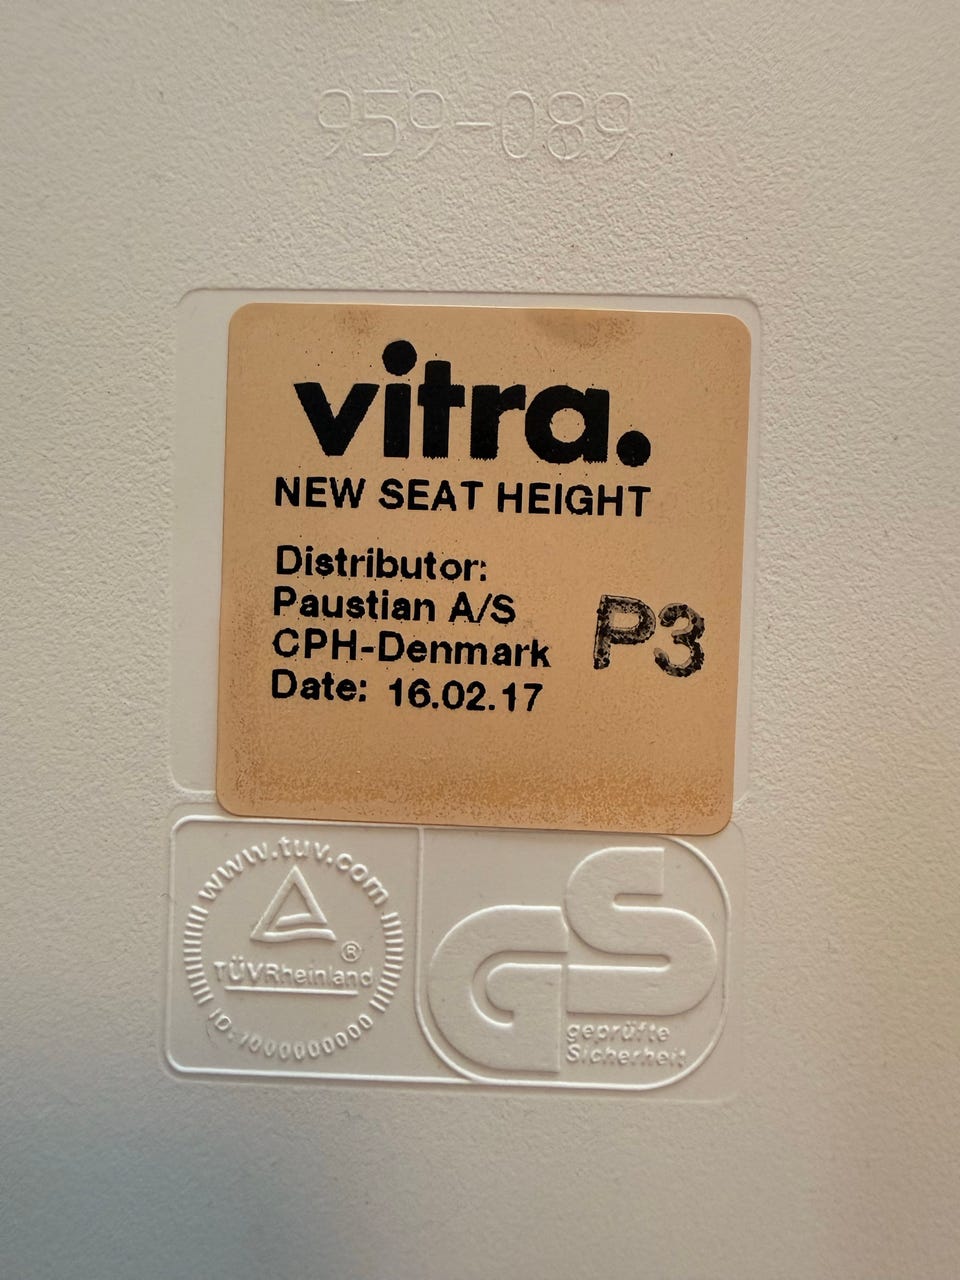 959-089
vitra.
NEW SEAT HEIGHT
Distributor:
Paustian A/S
CPH-Denmark
P3
Date: 16.02.17
www.tuv.com
®
TÜVRheinland
ID:1000000000
GS
geprüfte
Sicherheit